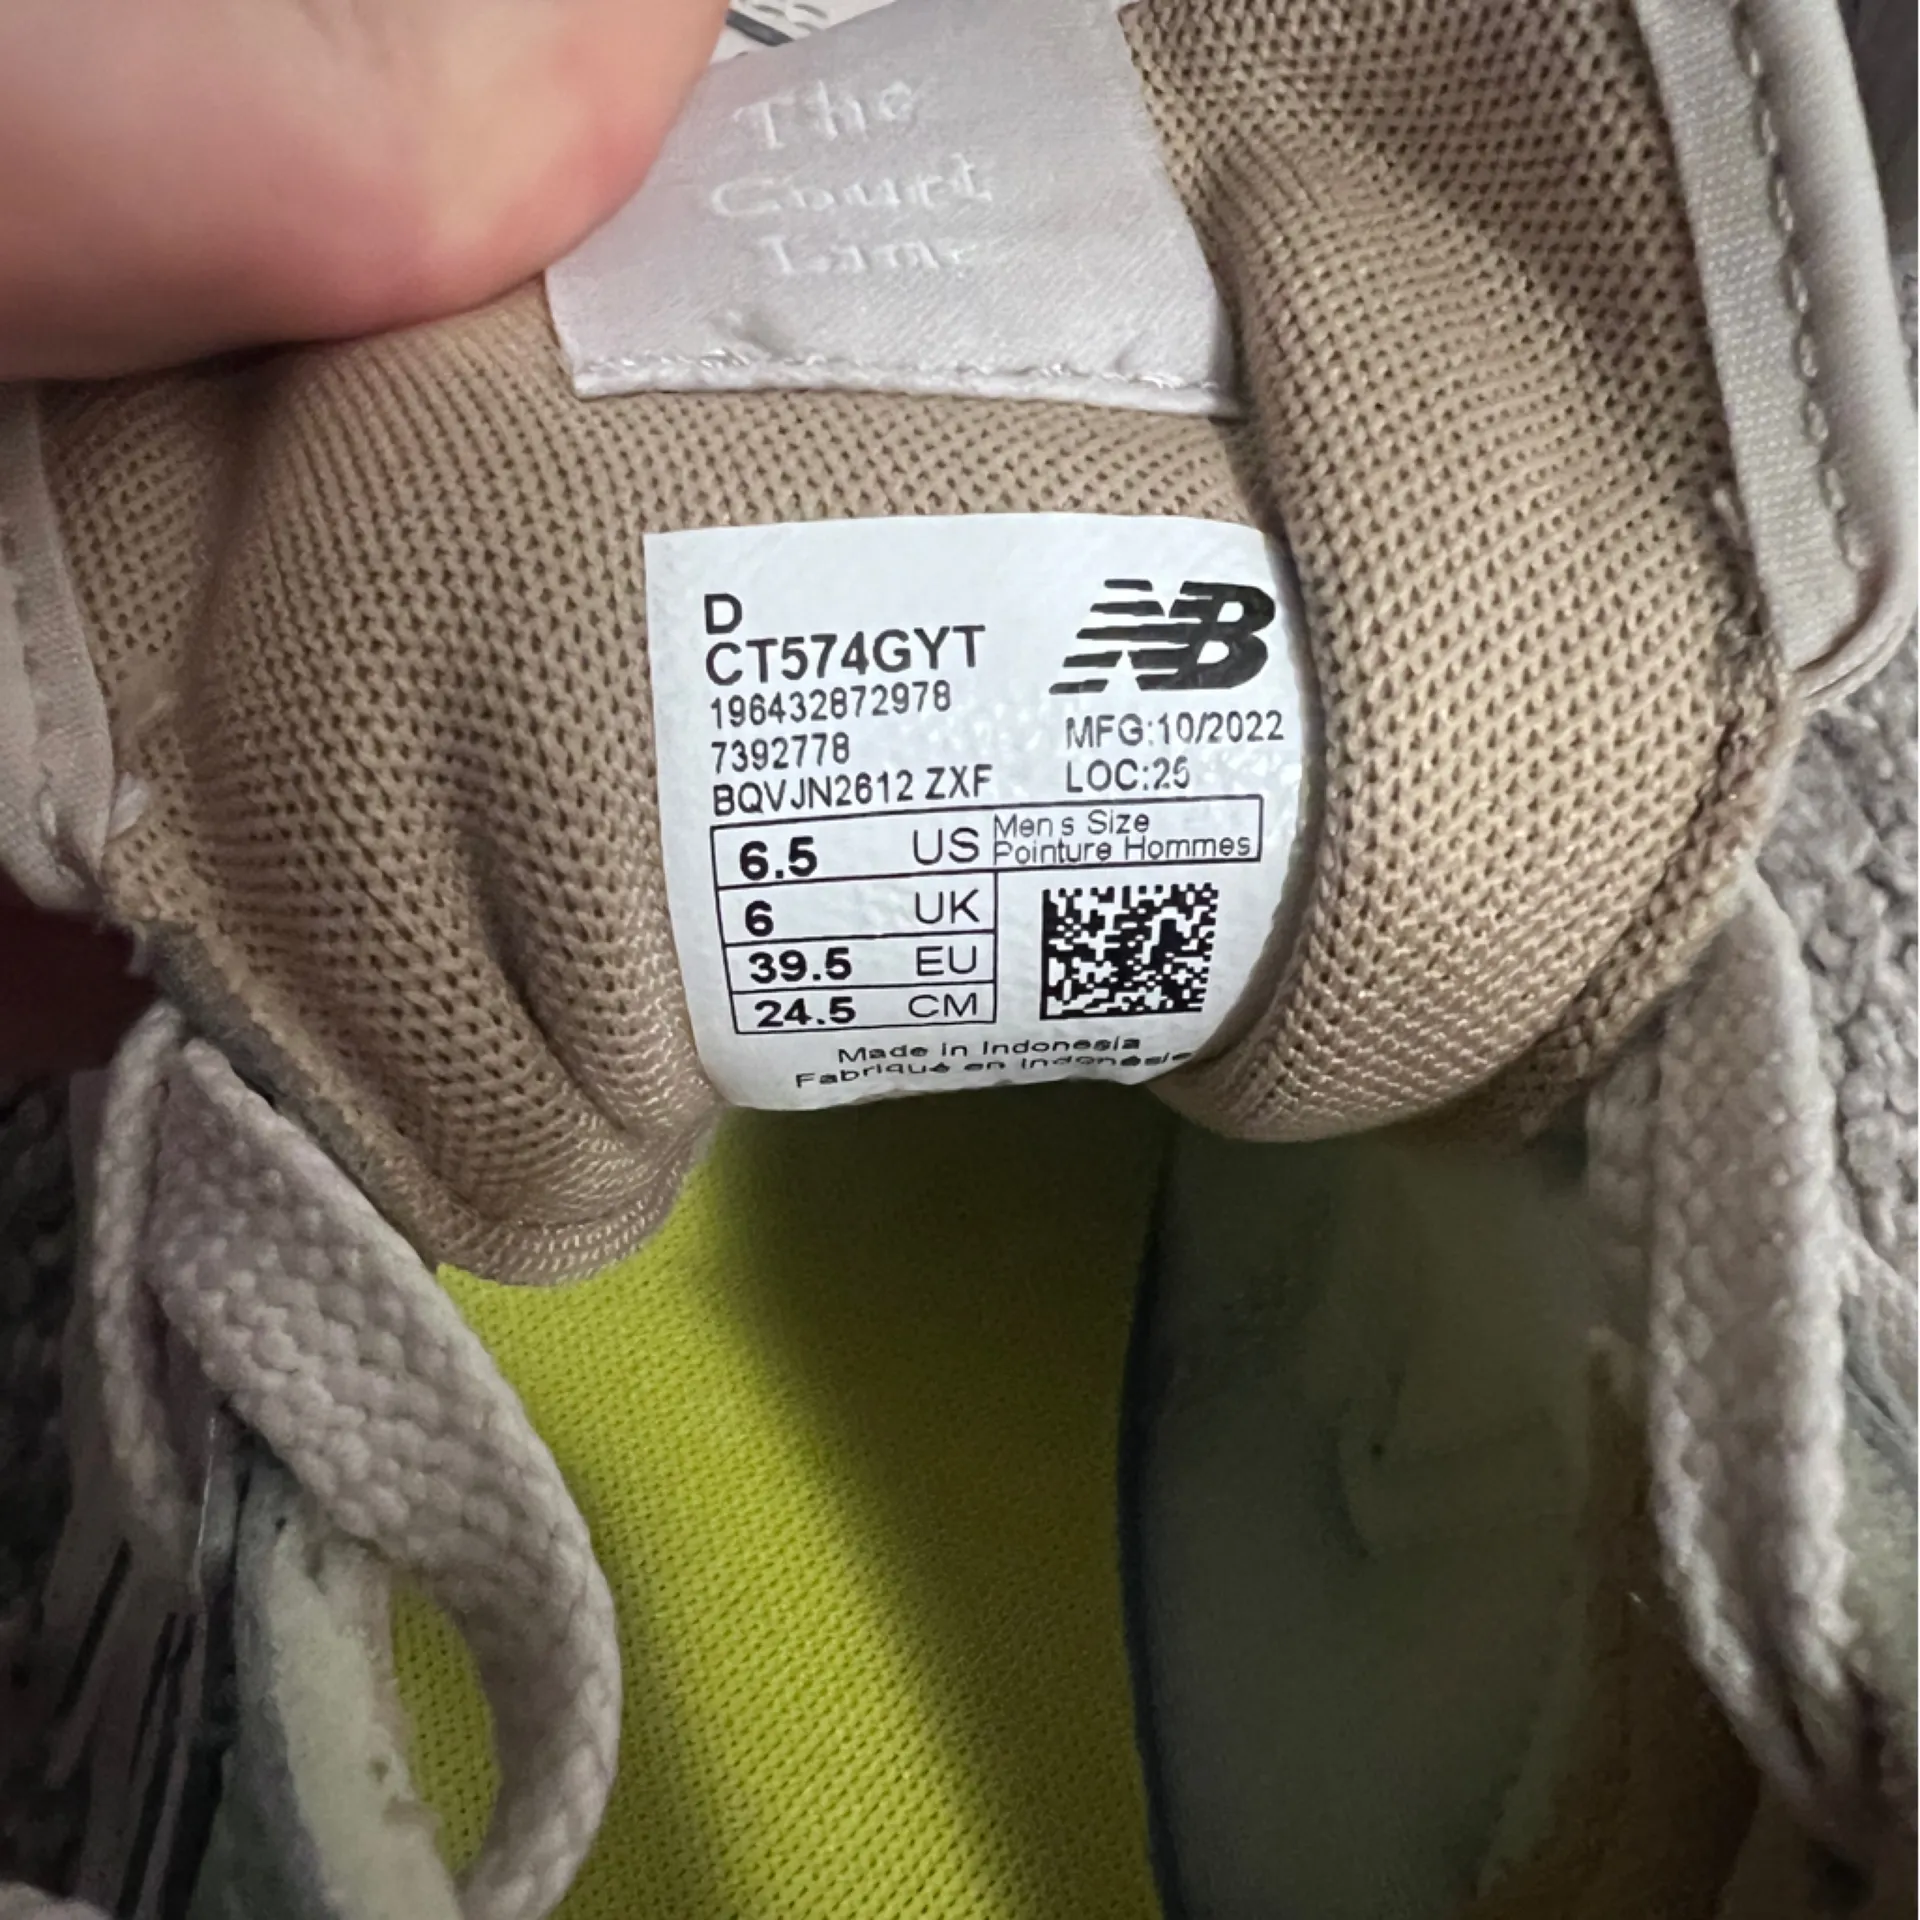 The
Court
D
CT574GYT
NB
196432872978
7392778
MFG:10/2022
BQVJN2612 ZXF
LOC:25
6.5 US Men s Size
Pointure Hommes
6 UK
39.5 EU
24.5 CM
Made in Indonesia
Fabriqué en Indonésie